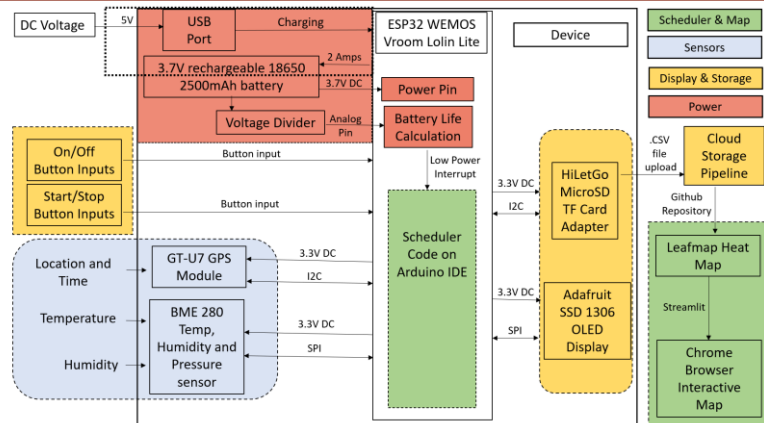 DC Voltage
5V
USB
Port
Charging
ESP32 WEMOS
Vroom Lolin Lite
Device
Scheduler & Map
Sensors
Display & Storage
Power
2 Amps
3.7V rechargeable 18650
2500mAh battery
3.7V DC
Power Pin
Voltage Divider
Analog
Pin
Battery Life
Calculation
Low Power
Interrupt
On/Off
Button Inputs
Button input
Start/Stop
Button Inputs
Button input
Scheduler
Code on
Arduino IDE
3.3V DC
I2C
HiLetGo
MicroSD
TF Card
Adapter
.CSV
file
upload
Cloud
Storage
Pipeline
Github
Repository
Leafmap Heat
Map
Streamlit
Chrome
Browser
Interactive
Map
Location and
Time
GT-U7 GPS
Module
3.3V DC
I2C
Temperature
Humidity
BME 280
Temp,
Humidity and
Pressure
sensor
3.3V DC
SPI
3.3V DC
SPI
Adafruit
SSD 1306
OLED
Display